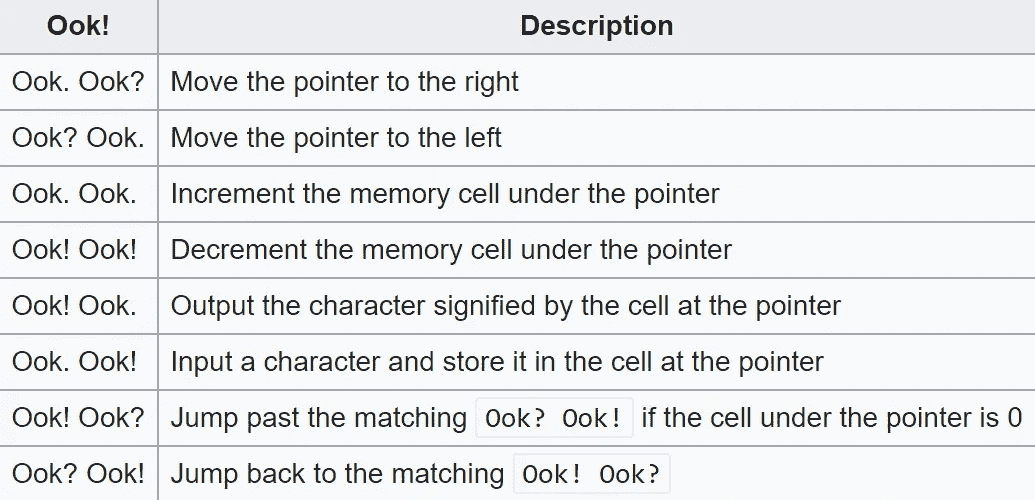 Ook! Description
Ook. Ook? Move the pointer to the right
Ook? Ook. Move the pointer to the left
Ook. Ook. Increment the memory cell under the pointer
Ook! Ook! Decrement the memory cell under the pointer
Ook! Ook. Output the character signified by the cell at the pointer
Ook. Ook! Input a character and store it in the cell at the pointer
Ook! Ook? Jump past the matching Ook? Ook! if the cell under the pointer is 0
Ook? Ook! Jump back to the matching Ook! Ook?